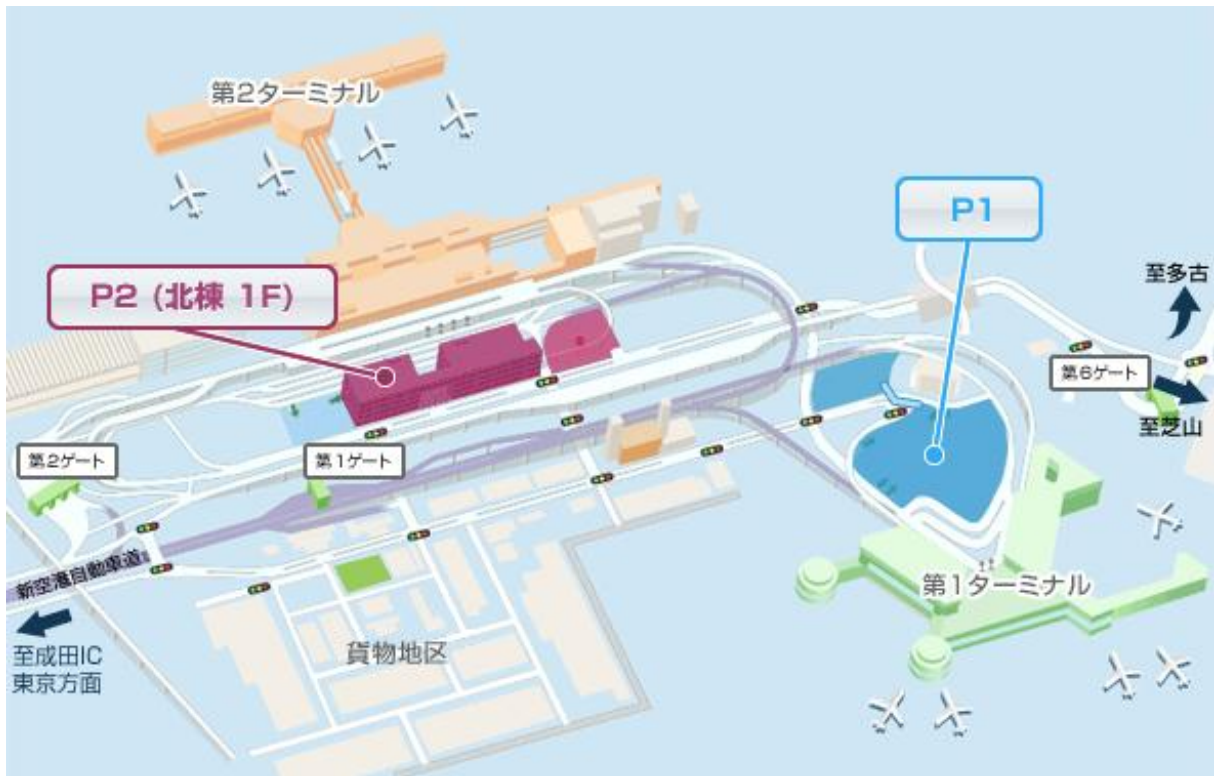 第2ターミナル
P1
至多古
P2 (北棟 1F)
第6ゲート
至芝山
第2ゲート
第1ゲート
新空港自動車道
第1ターミナル
至成田IC
東京方面
貨物地区